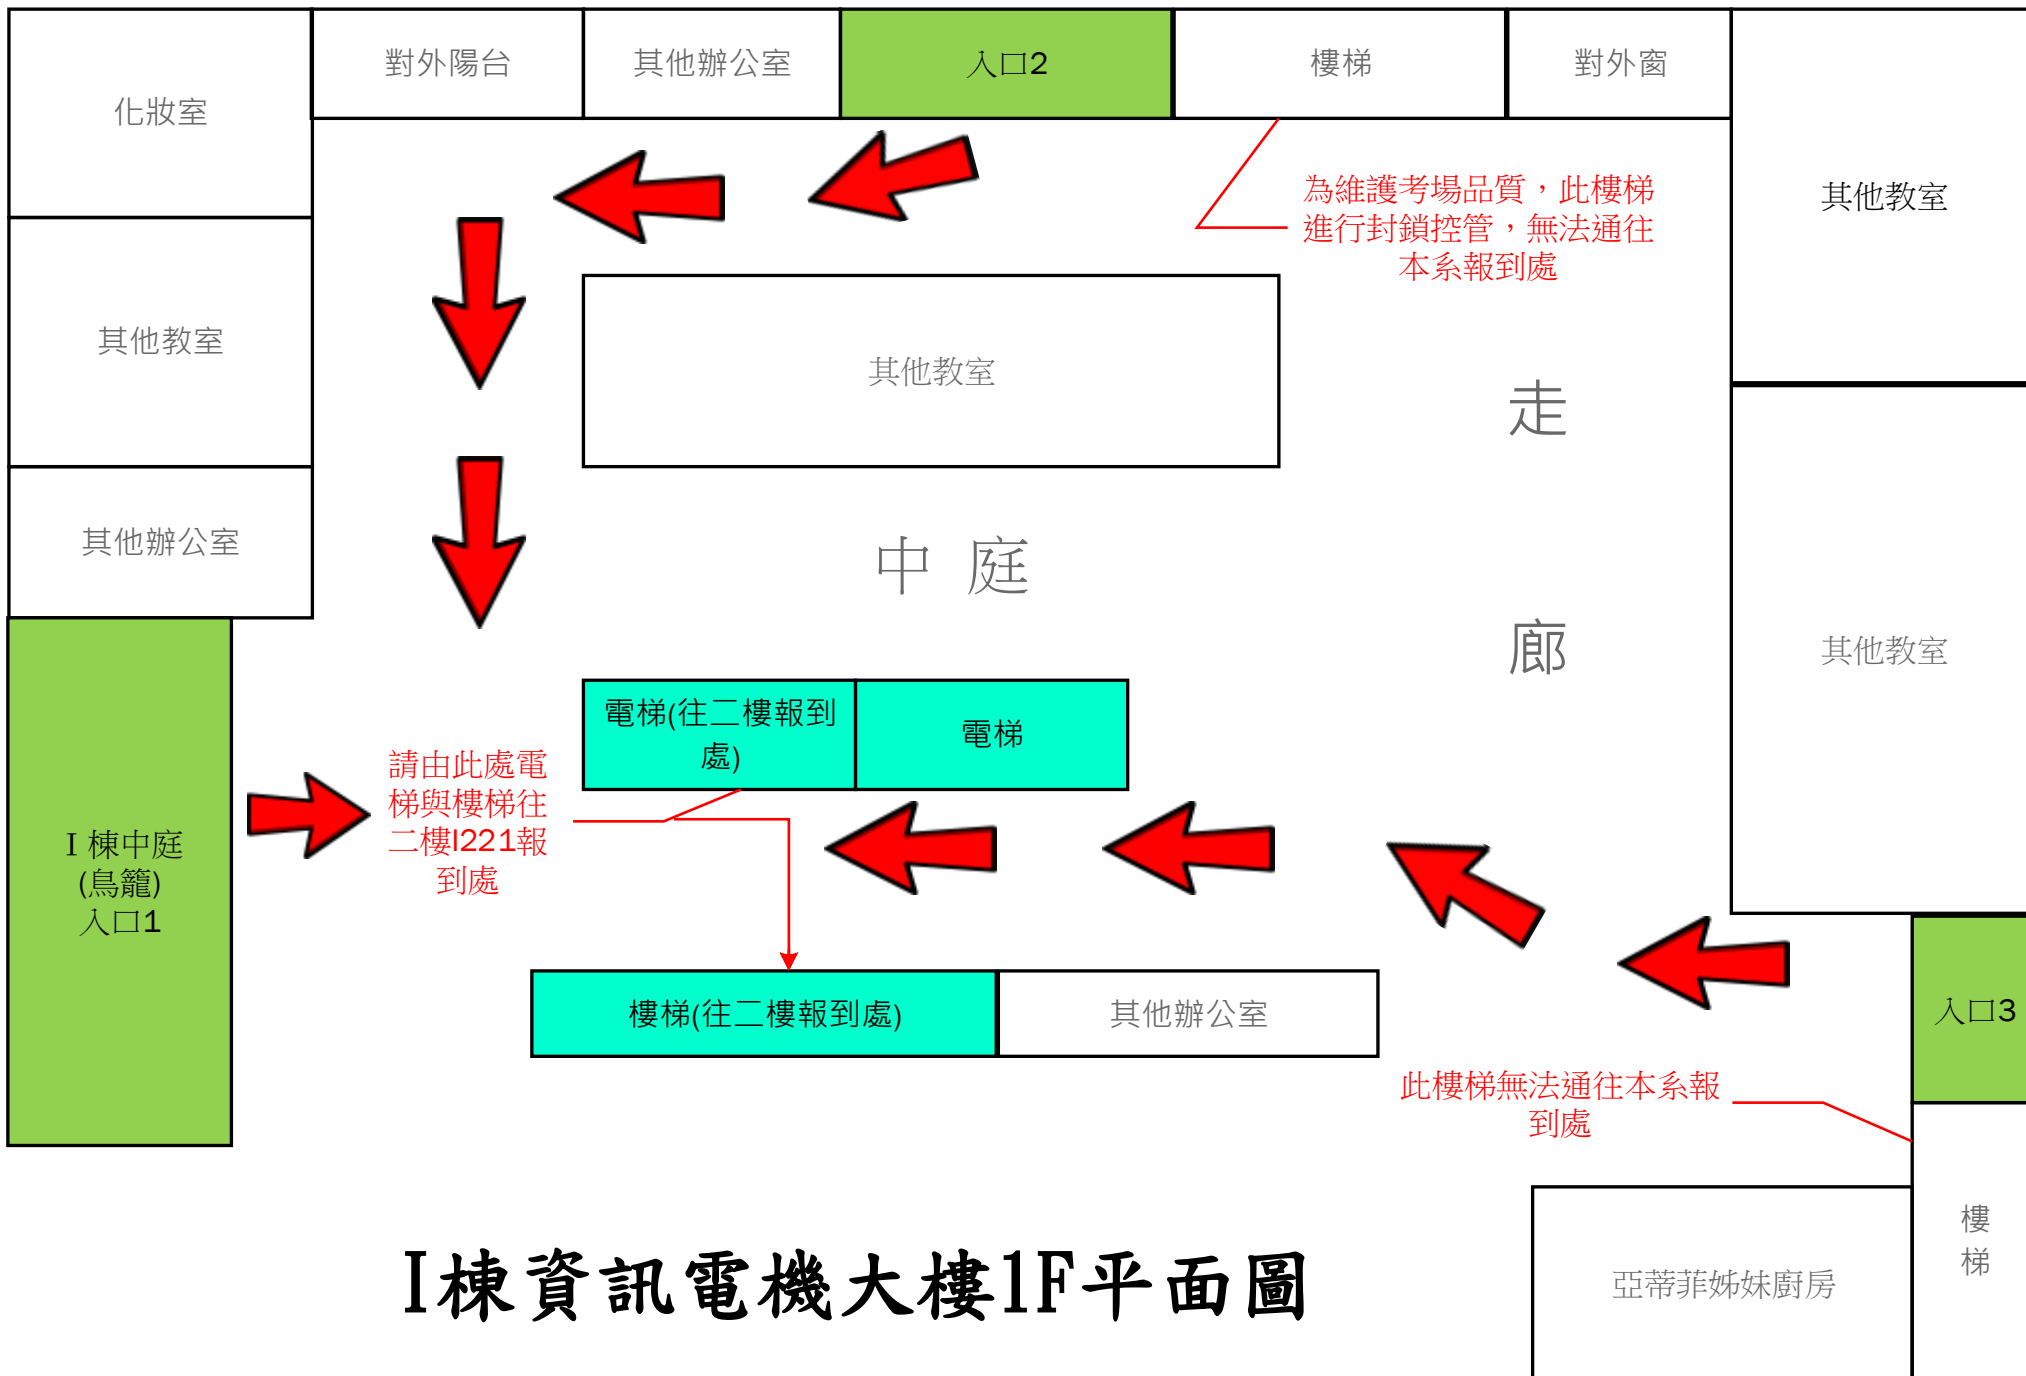 對外陽台
其他辦公室
入口2
樓梯
對外窗
化妝室
其他教室
為維護考場品質，此樓梯
進行封鎖控管，無法通往
本系報到處
其他教室
其他教室
走
廊
其他辦公室
中 庭
其他教室
電梯(往二樓報到
處)
電梯
請由此處電
梯與樓梯往
二樓I221報
到處
I 棟中庭
(鳥籠)
入口1
樓梯(往二樓報到處)
其他辦公室
入口3
此樓梯無法通往本系報
到處
樓
梯
亞蒂菲姊妹廚房
I棟資訊電機大樓1F平面圖